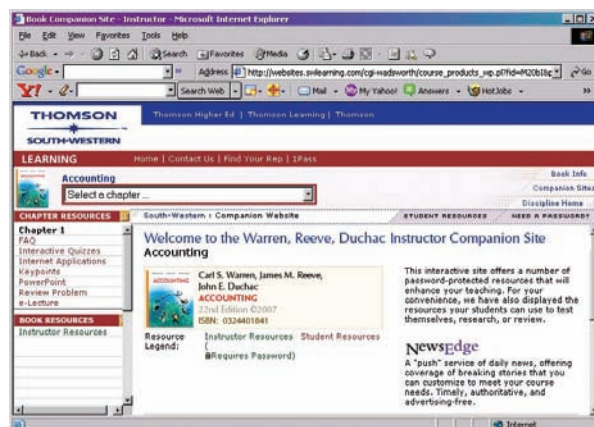 Book Companion Site - Instructor - Microsoft Internet Explorer
File Edit View Favorites Tools Help
Back Search Favorites Media
Google Address http://websites.swlearning.com/cgi-wadsworth/course_products_wp.pl?fid=M20bI8 Go
Y! Search Web Mail My Yahoo! Answers HotJobs »
THOMSON
SOUTH-WESTERN
Thomson Higher Ed | Thomson Learning | Thomson
LEARNING Home | Contact Us | Find Your Rep | 1Pass
Accounting
Select a chapter ...
Book Info
Companion Sites
Discipline Home
CHAPTER RESOURCES
South-Western : Companion Website STUDENT RESOURCES NEED A PASSWORD?
Chapter 1
FAQ
Interactive Quizzes
Internet Applications
Keypoints
PowerPoint
Review Problem
e-Lecture
BOOK RESOURCES
Instructor Resources
Welcome to the Warren, Reeve, Duchac Instructor Companion Site
Accounting
Carl S. Warren, James M. Reeve,
John E. Duchac
ACCOUNTING
22nd Edition ©2007
ISBN: 0324401841
Resource Legend:
Instructor Resources Student Resources
(
Requires Password)
This interactive site offers a number of
password-protected resources that will
enhance your teaching. For your
convenience, we have also displayed the
resources your students can use to test
themselves, research, or review.
NewsEdge
A "push" service of daily news, offering
coverage of breaking stories that you
can customize to meet your course
needs. Timely, authoritative, and
advertising-free.
Internet